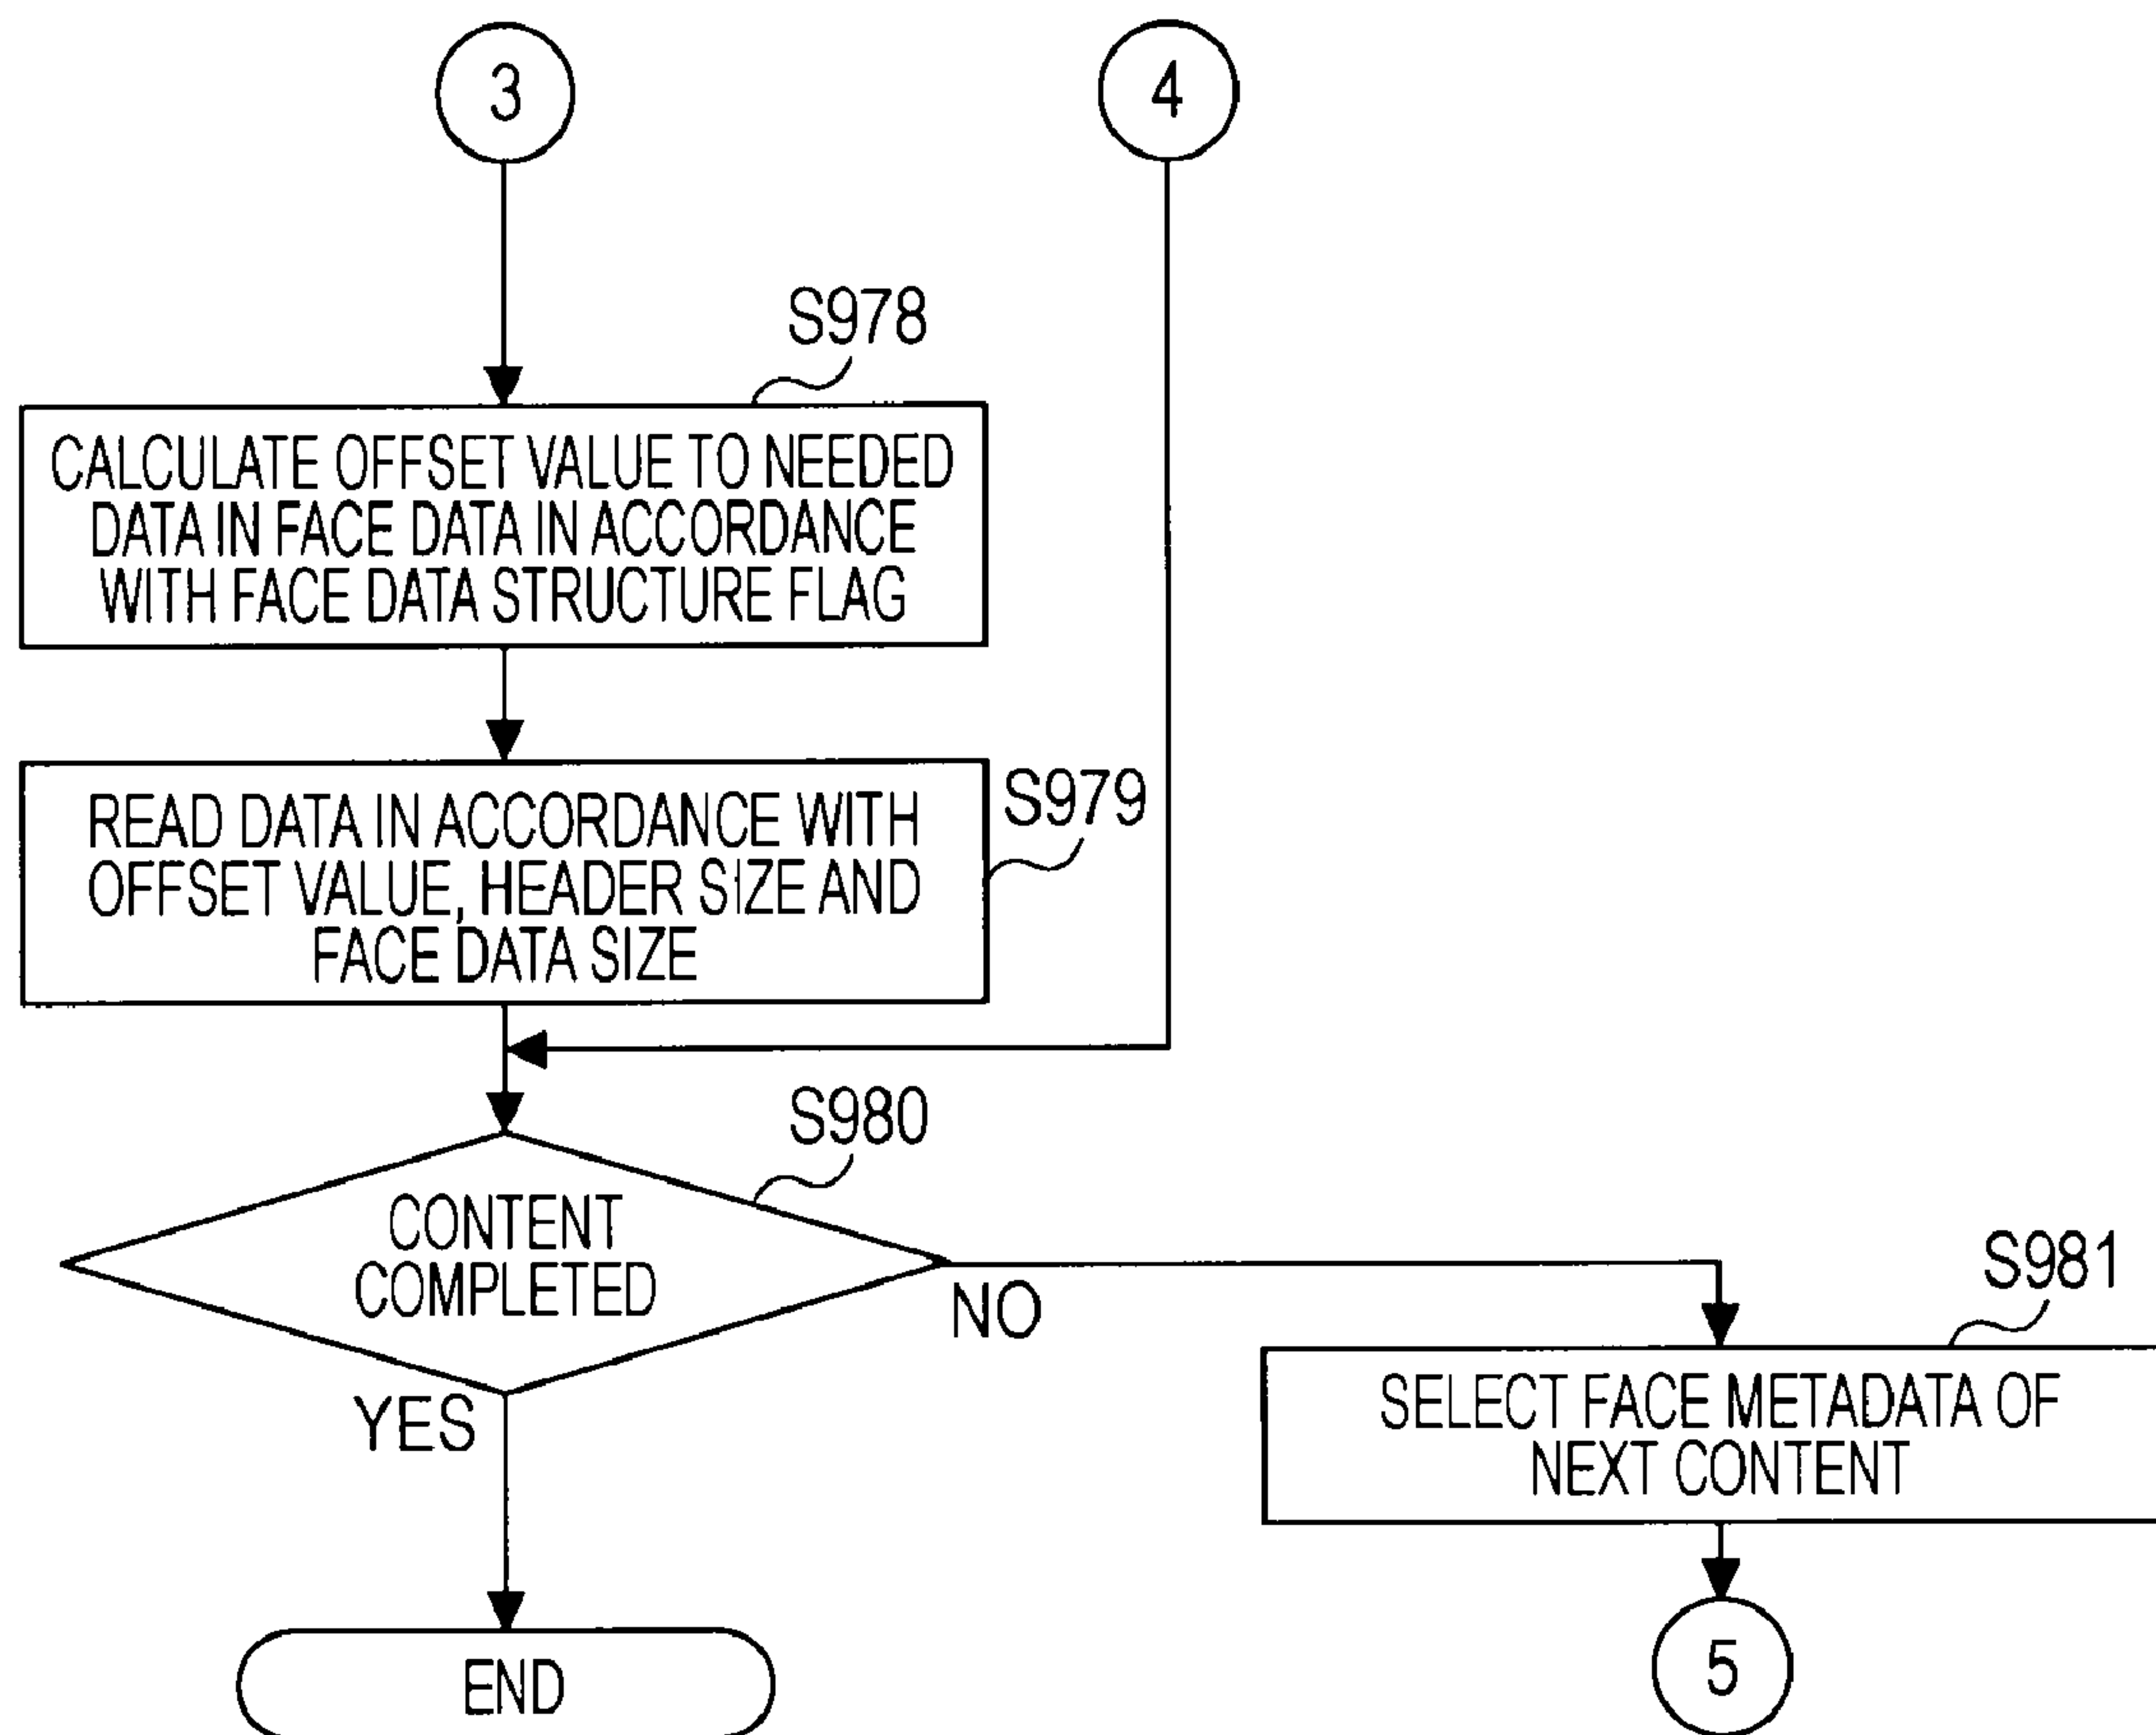 3
4
S978
CALCULATE OFFSET VALUE TO NEEDED
DATA IN FACE DATA IN ACCORDANCE
WITH FACE DATA STRUCTURE FLAG
S979
READ DATA IN ACCORDANCE WITH
OFFSET VALUE, HEADER SIZE AND
FACE DATA SIZE
S980
CONTENT
COMPLETED
NO
YES
S981
SELECT FACE METADATA OF
NEXT CONTENT
END
5